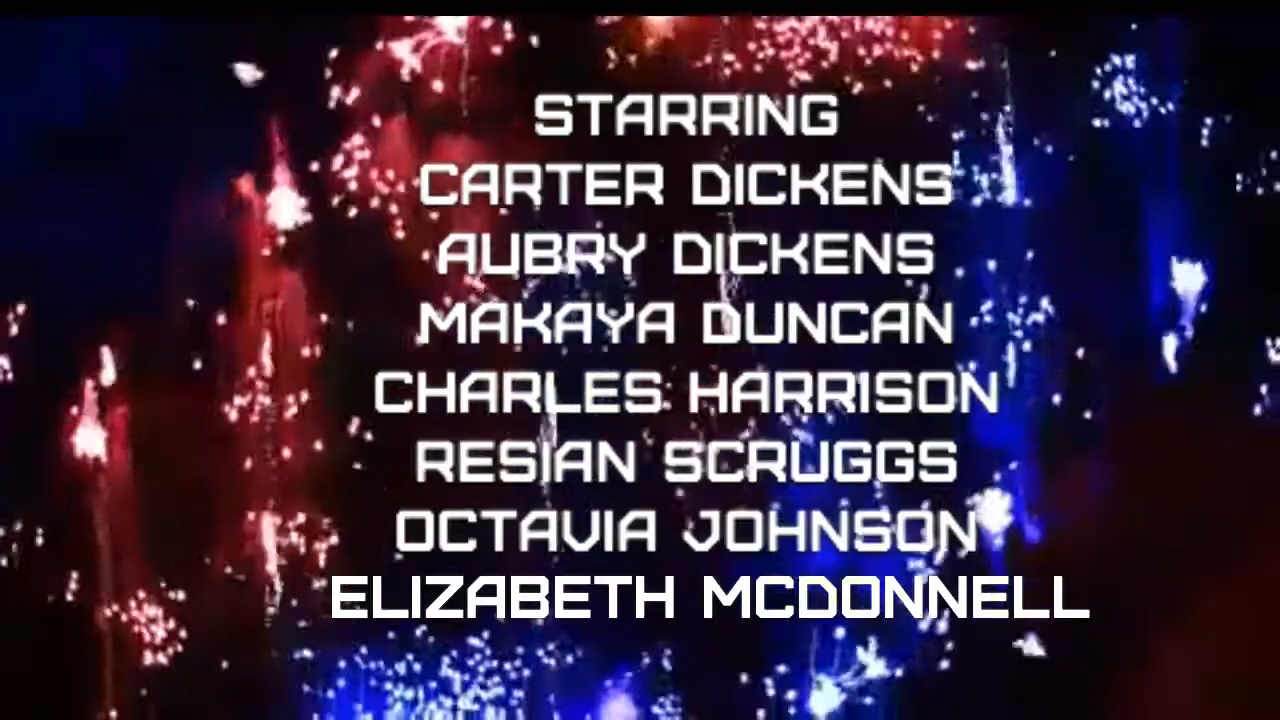 STARRING
CARTER DICKENS
AUBRY DICKENS
MAKAYA DUNCAN
CHARLES HARRISON
RESIAN SCRUGGS
OCTAVIA JOHNSON
ELIZABETH MCDONNELL